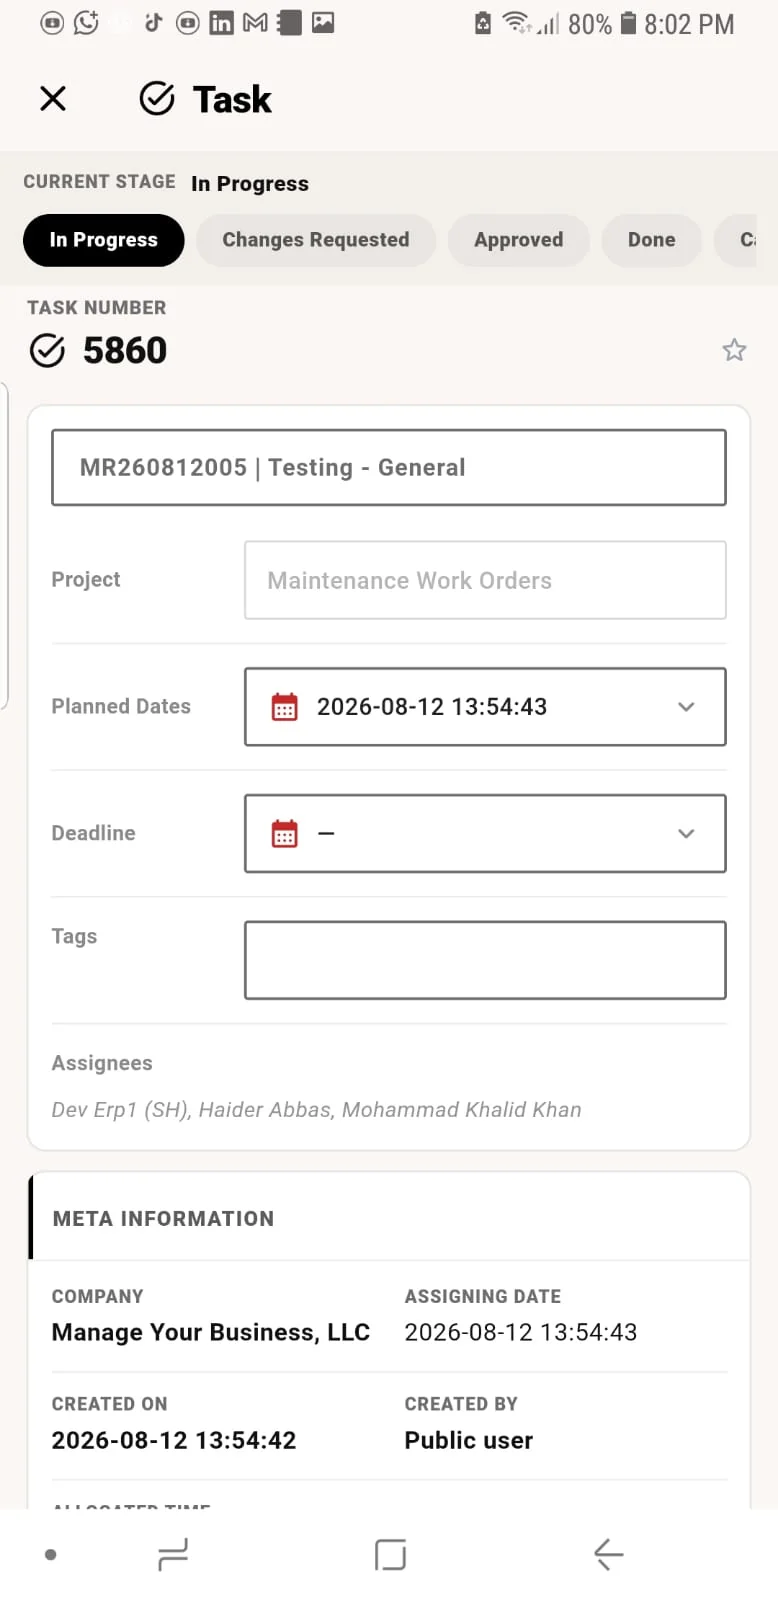 80% 8:02 PM
Task
CURRENT STAGE In Progress
In Progress Changes Requested Approved Done
TASK NUMBER
5860
MR260812005 | Testing - General
Project Maintenance Work Orders
Planned Dates 2026-08-12 13:54:43
Deadline –
Tags
Assignees
Dev Erp1 (SH), Haider Abbas, Mohammad Khalid Khan
META INFORMATION
COMPANY ASSIGNING DATE
Manage Your Business, LLC 2026-08-12 13:54:43
CREATED ON CREATED BY
2026-08-12 13:54:42 Public user
ALLOCATED TIME